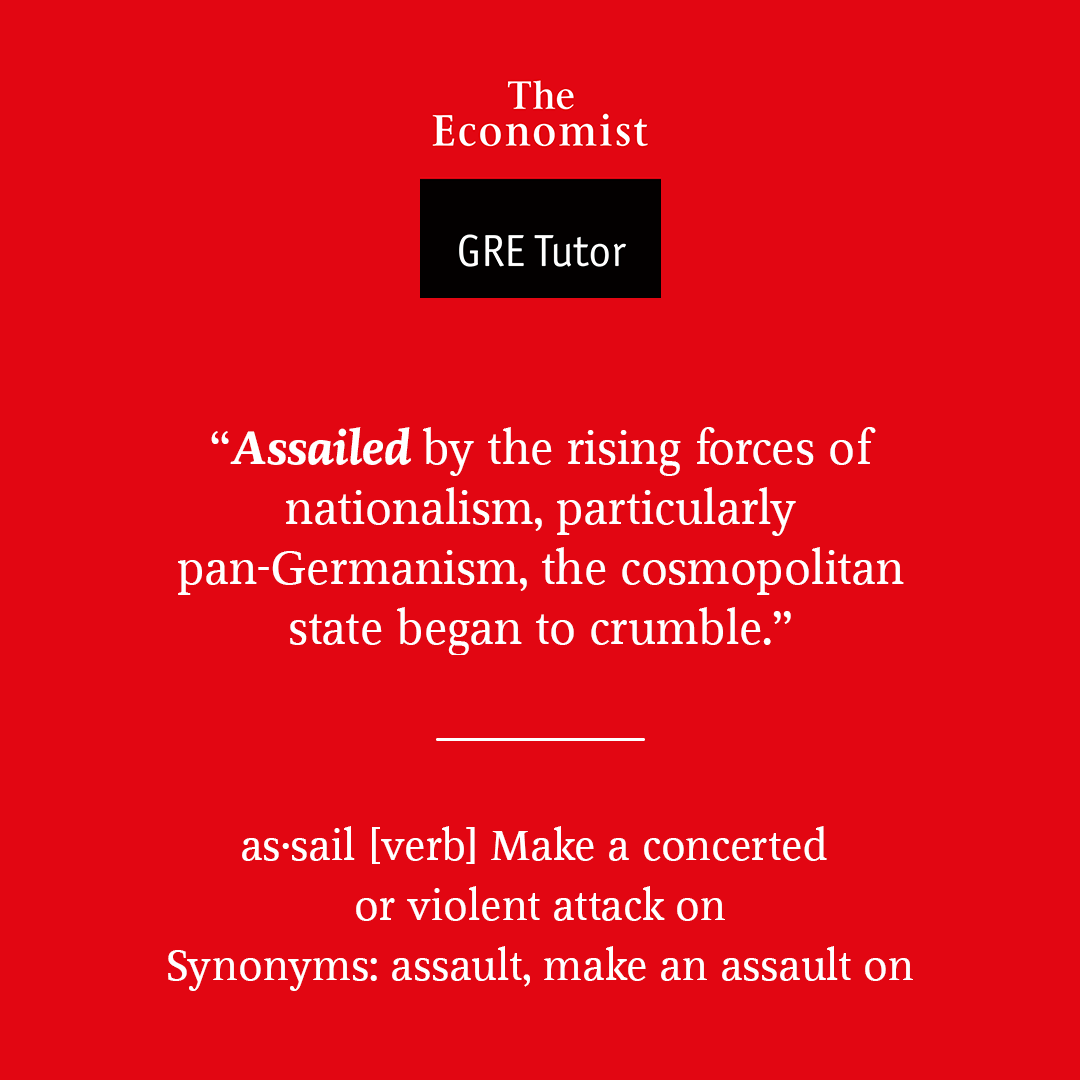 The
Economist
GRE Tutor
“Assailed by the rising forces of
nationalism, particularly
pan-Germanism, the cosmopolitan
state began to crumble.”
as·sail [verb] Make a concerted
or violent attack on
Synonyms: assault, make an assault on